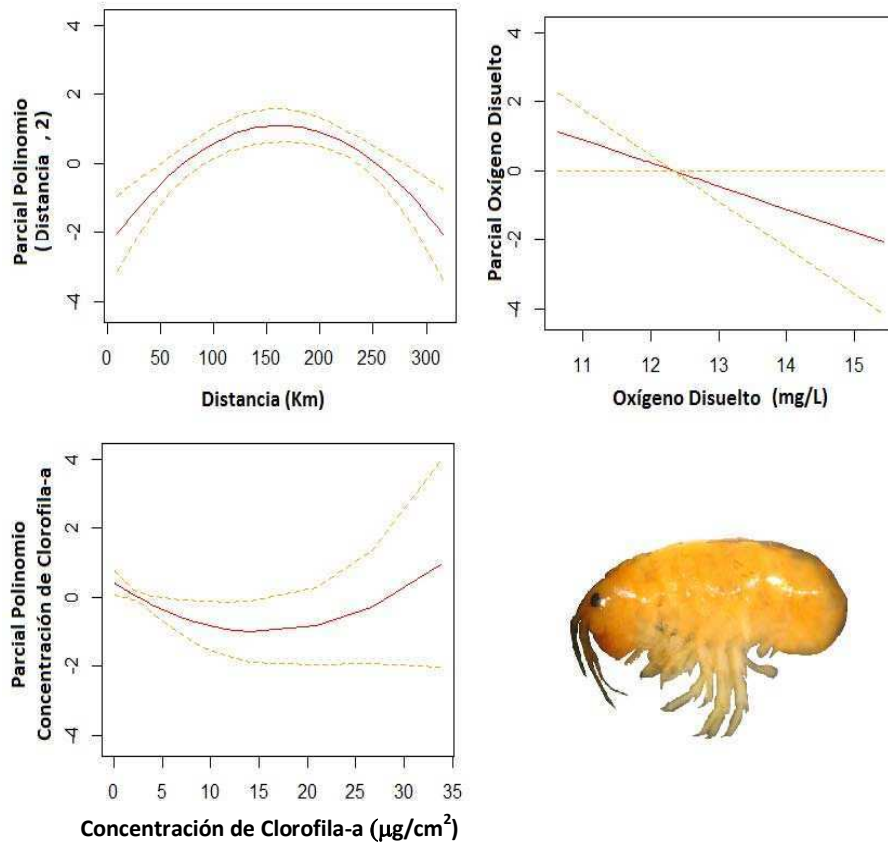 Parcial Polinomio
(Distancia , 2)
4
2
0
-2
-4
0 50 100 150 200 250 300
Distancia (Km)
Parcial Oxígeno Disuelto
4
2
0
-2
-4
11 12 13 14 15
Oxígeno Disuelto (mg/L)
Parcial Polinomio
Concentración de Clorofila-a
4
2
0
-2
-4
0 5 10 15 20 25 30 35
Concentración de Clorofila-a (μg/cm²)